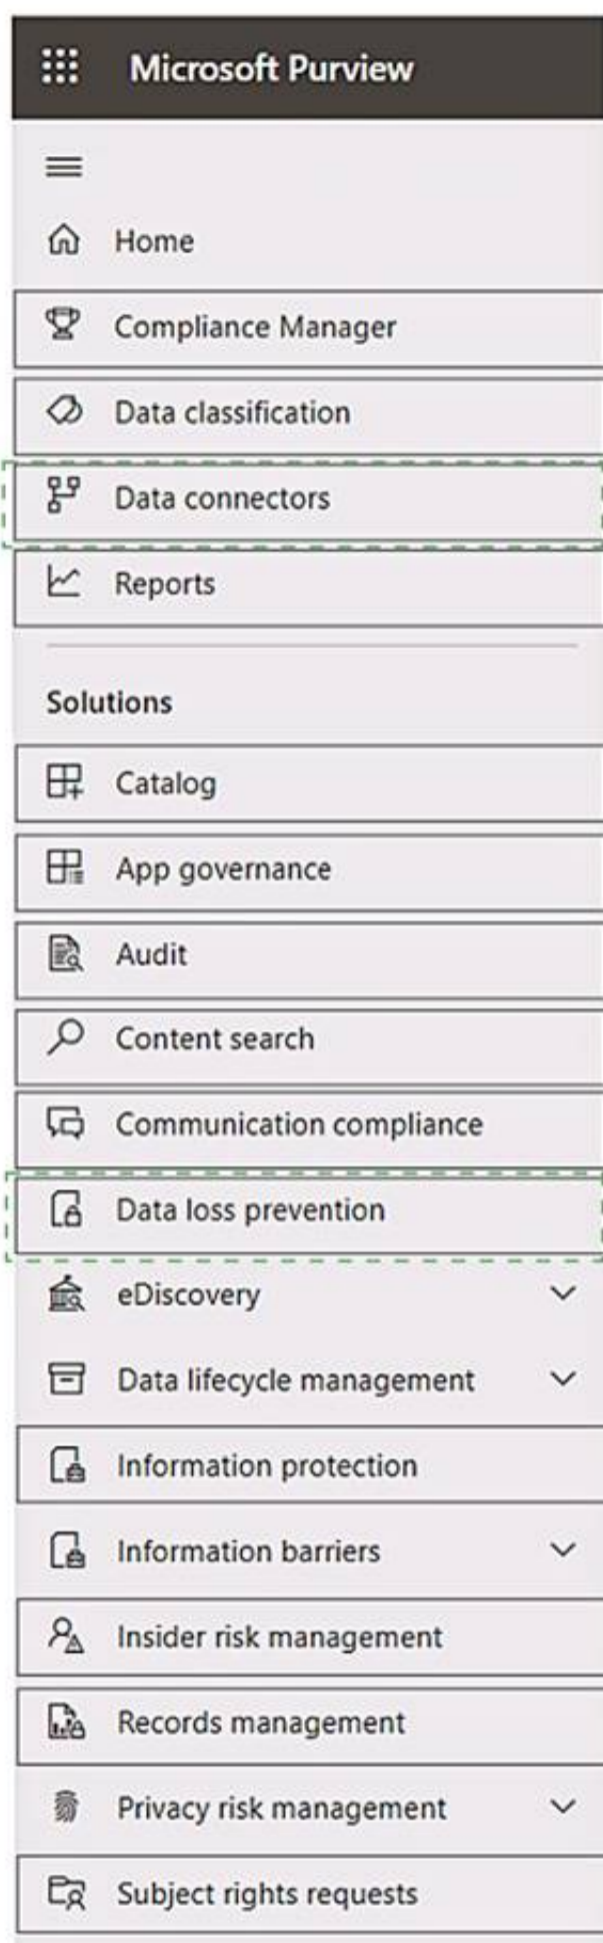 Microsoft Purview
Home
Compliance Manager
Data classification
Data connectors
Reports
Solutions
Catalog
App governance
Audit
Content search
Communication compliance
Data loss prevention
eDiscovery
Data lifecycle management
Information protection
Information barriers
Insider risk management
Records management
Privacy risk management
Subject rights requests